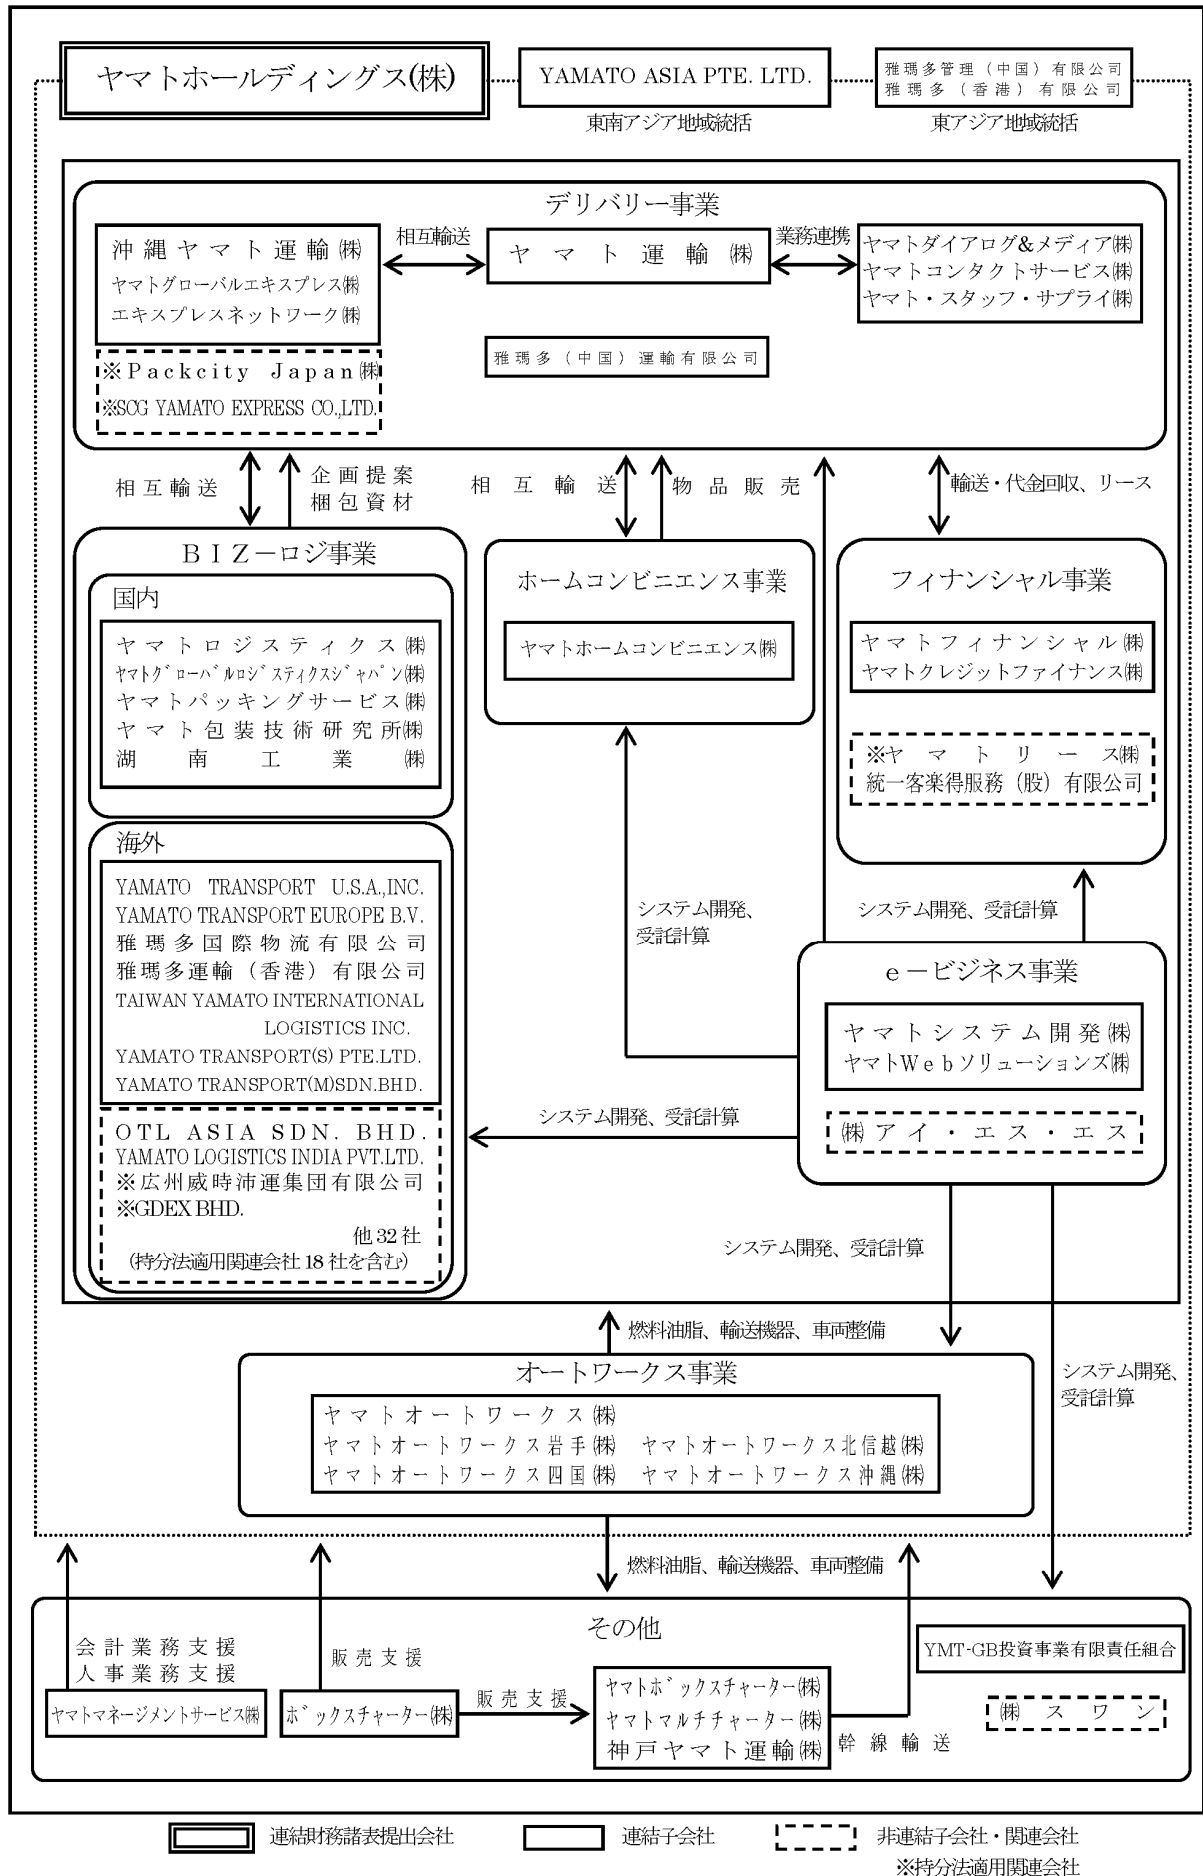 ヤマトホールディングス(株)
YAMATO ASIA PTE. LTD.
東南アジア地域統括
雅瑪多管理（中国）有限公司
雅瑪多（香港）有限公司
東アジア地域統括
デリバリー事業
沖縄ヤマト運輸㈱
ヤマトグローバルエキスプレス㈱
エキスプレスネットワーク㈱
相互輸送
ヤマト運輸㈱
業務連携
ヤマトダイアログ&メディア㈱
ヤマトコンタクトサービス㈱
ヤマト・スタッフ・サプライ㈱
※Packcity Japan㈱
※SCG YAMATO EXPRESS CO.,LTD.
雅瑪多（中国）運輸有限公司
相互輸送
企画提案
梱包資材
相互輸送
物品販売
輸送・代金回収、リース
ＢＩＺ－ロジ事業
国内
ヤマトロジスティクス㈱
ﾔﾏﾄｸﾞﾛｰﾊﾞﾙﾛｼﾞｽﾃｨｸｽｼﾞｬﾊﾟﾝ㈱
ヤマトパッキングサービス㈱
ヤマト包装技術研究所㈱
湖南工業㈱
ホームコンビニエンス事業
ヤマトホームコンビニエンス㈱
フィナンシャル事業
ヤマトフィナンシャル㈱
ヤマトクレジットファイナンス㈱
※ヤマトリース㈱
統一客楽得服務（股）有限公司
海外
YAMATO TRANSPORT U.S.A.,INC.
YAMATO TRANSPORT EUROPE B.V.
雅瑪多国際物流有限公司
雅瑪多運輸（香港）有限公司
TAIWAN YAMATO INTERNATIONAL
LOGISTICS INC.
YAMATO TRANSPORT(S) PTE.LTD.
YAMATO TRANSPORT(M)SDN.BHD.
OTL ASIA SDN. BHD.
YAMATO LOGISTICS INDIA PVT.LTD.
※広州威時沛運集団有限公司
※GDEX BHD.
他32社
(持分法適用関連会社18社を含む)
システム開発、
受託計算
システム開発、受託計算
ｅ－ビジネス事業
ヤマトシステム開発㈱
ヤマトＷｅｂソリューションズ㈱
㈱アイ・エス・エス
システム開発、受託計算
システム開発、受託計算
燃料油脂、輸送機器、車両整備
オートワークス事業
ヤマトオートワークス㈱
ヤマトオートワークス岩手㈱　ヤマトオートワークス北信越㈱
ヤマトオートワークス四国㈱　ヤマトオートワークス沖縄㈱
システム開発、
受託計算
燃料油脂、輸送機器、車両整備
その他
会計業務支援
人事業務支援
ヤマトマネージメントサービス㈱
販売支援
ﾎﾞックスチャーター㈱
販売支援
ヤマトﾎﾞックスチャーター㈱
ヤマトマルチチャーター㈱
神戸ヤマト運輸㈱
幹線輸送
YMT-GB投資事業有限責任組合
㈱スワン
連結財務諸表提出会社
連結子会社
非連結子会社・関連会社
※持分法適用関連会社